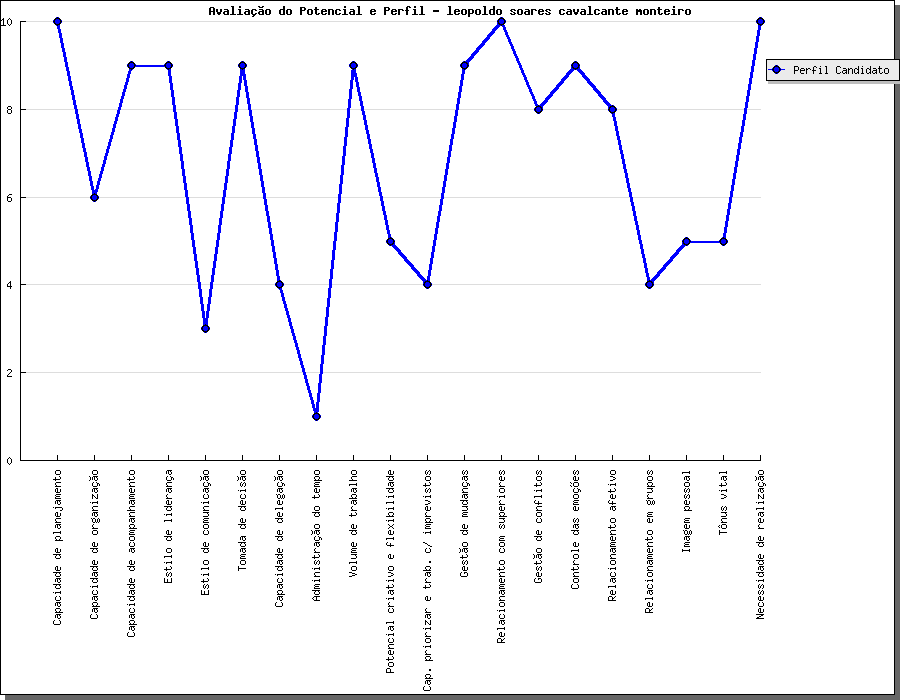 Avaliação do Potencial e Perfil - leopoldo soares cavalcante monteiro
10
8
6
4
2
0
Perfil Candidato
Capacidade de planejamento
Capacidade de organização
Capacidade de acompanhamento
Estilo de liderança
Estilo de comunicação
Tomada de decisão
Capacidade de delegação
Administração do tempo
Volume de trabalho
Potencial criativo e flexibilidade
Cap. priorizar e trab. c/ imprevistos
Gestão de mudanças
Relacionamento com superiores
Gestão de conflitos
Controle das emoções
Relacionamento afetivo
Relacionamento em grupos
Imagem pessoal
Tônus vital
Necessidade de realização